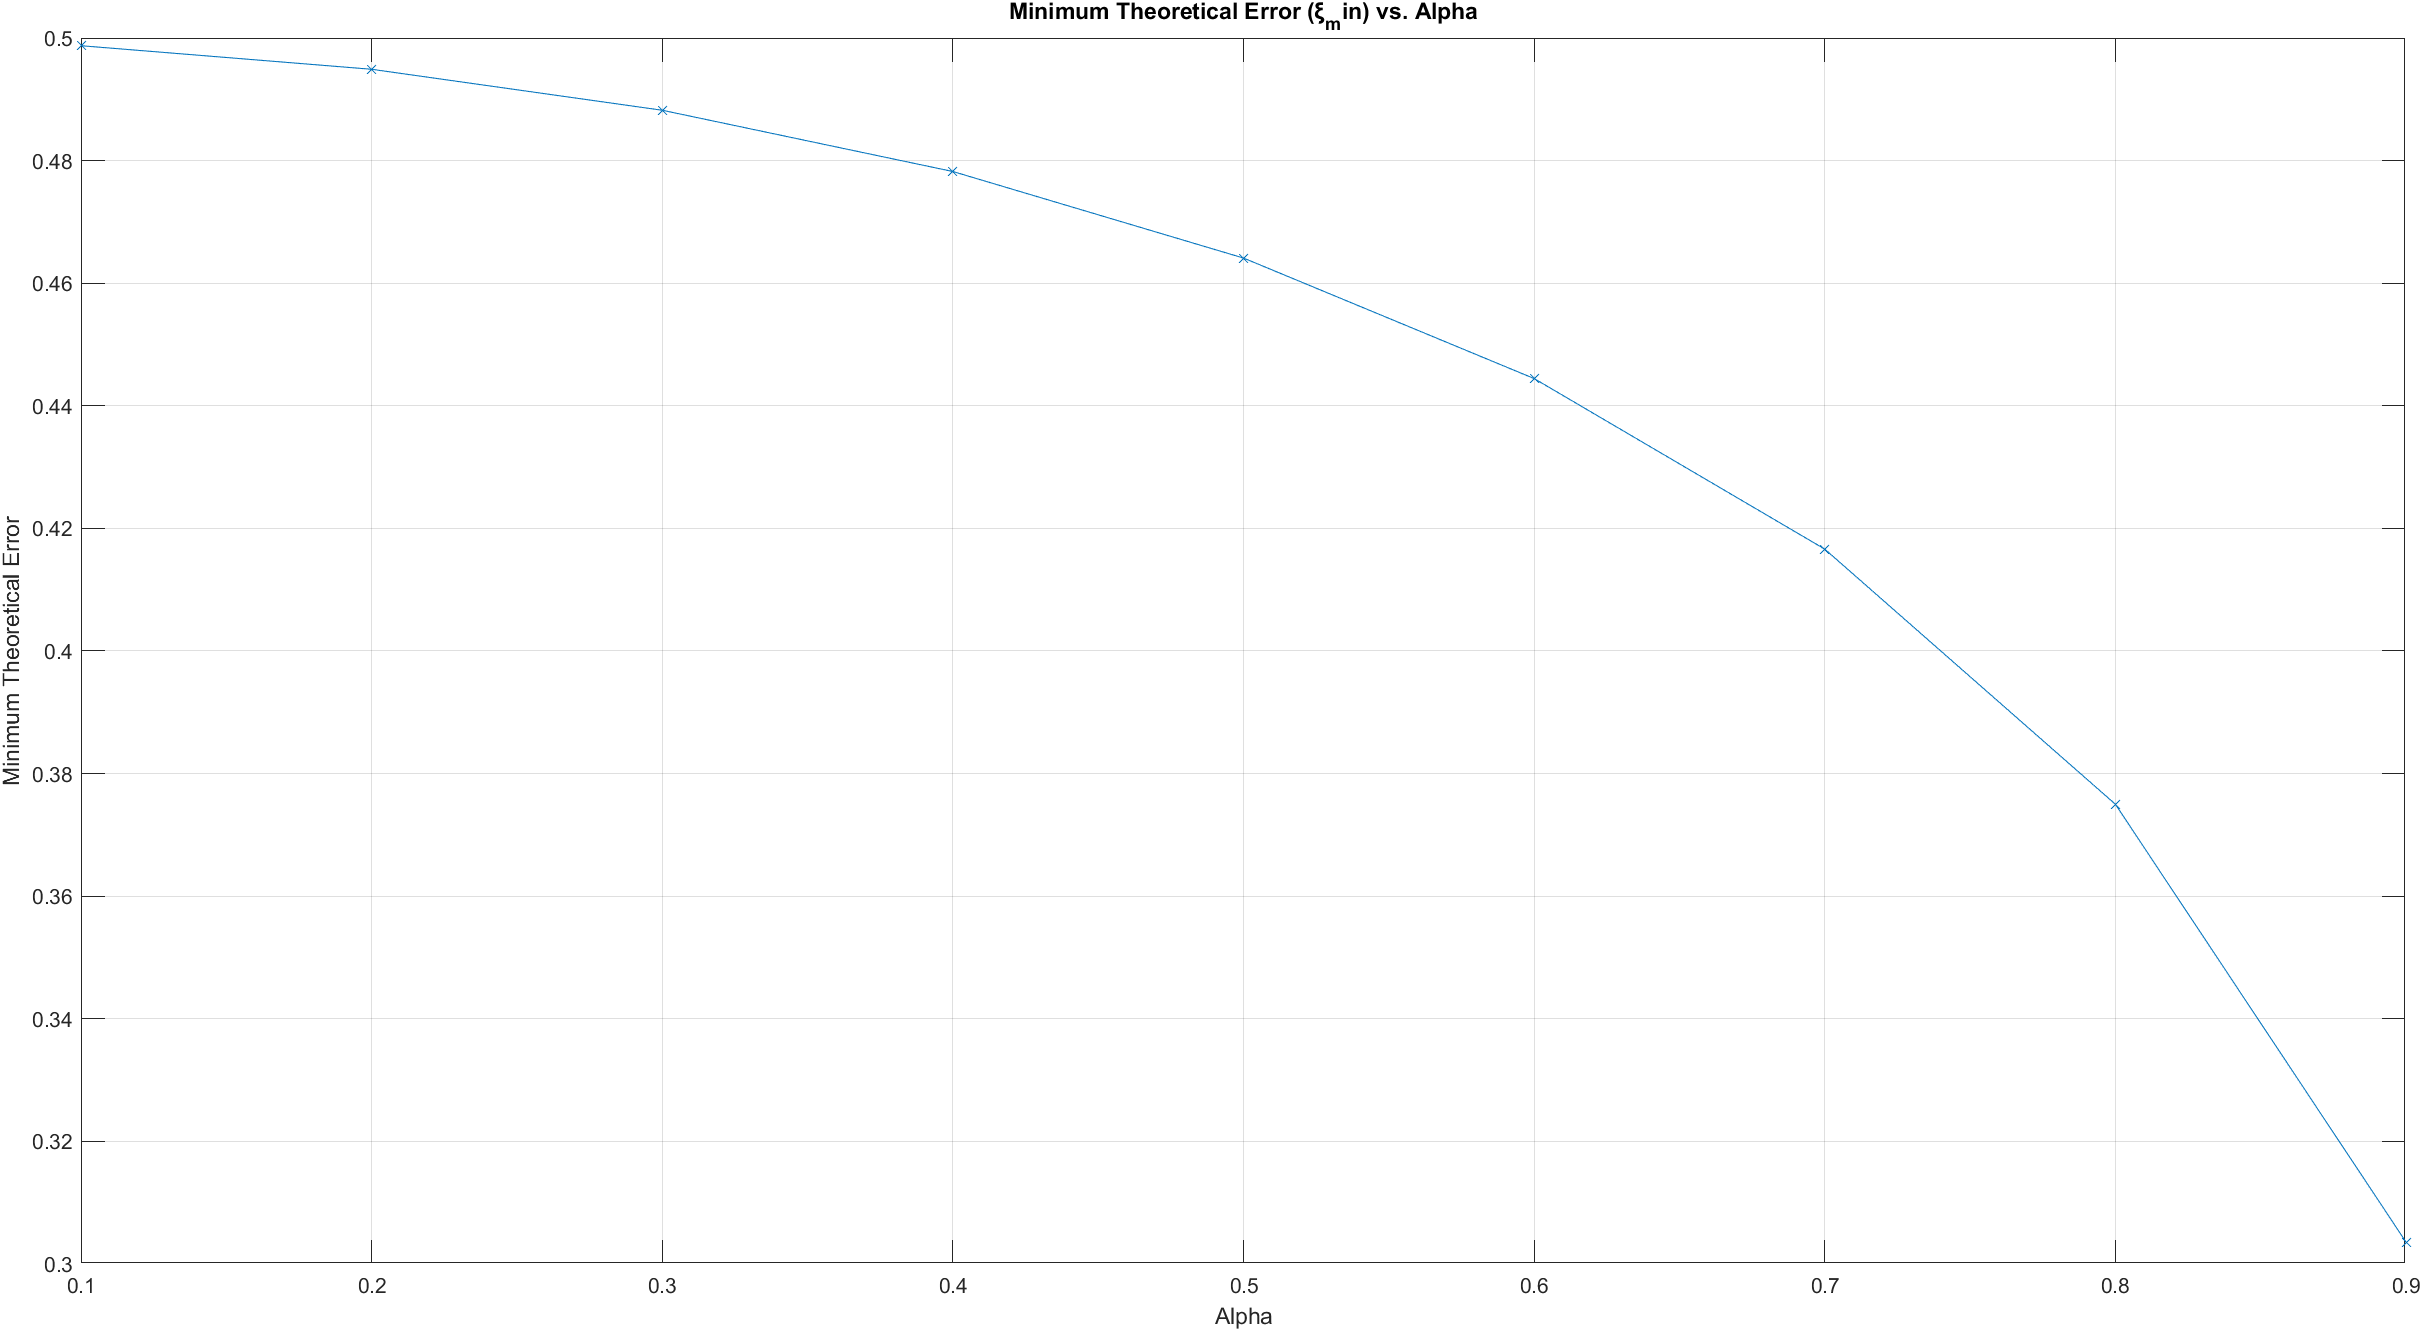 Minimum Theoretical Error (ξ_min) vs. Alpha
0.5
0.48
0.46
0.44
0.42
0.4
0.38
0.36
0.34
0.32
0.3
Minimum Theoretical Error
0.1 0.2 0.3 0.4 0.5 0.6 0.7 0.8 0.9
Alpha